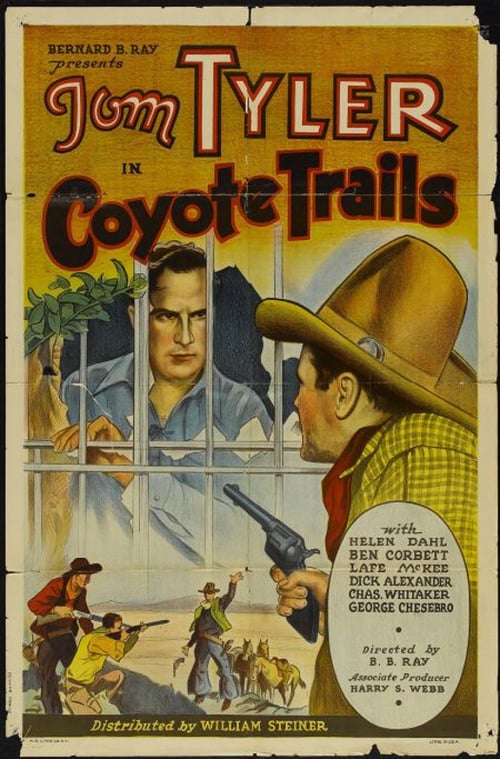 BERNARD B. RAY
presents
Tom TYLER
IN
Coyote Trails
with
HELEN DAHL
BEN CORBETT
LAFE McKEE
DICK ALEXANDER
CHAS. WHITAKER
GEORGE CHESEBRO
Directed by
B. B. RAY
Associate Producer
HARRY S. WEBB
Distributed by WILLIAM STEINER